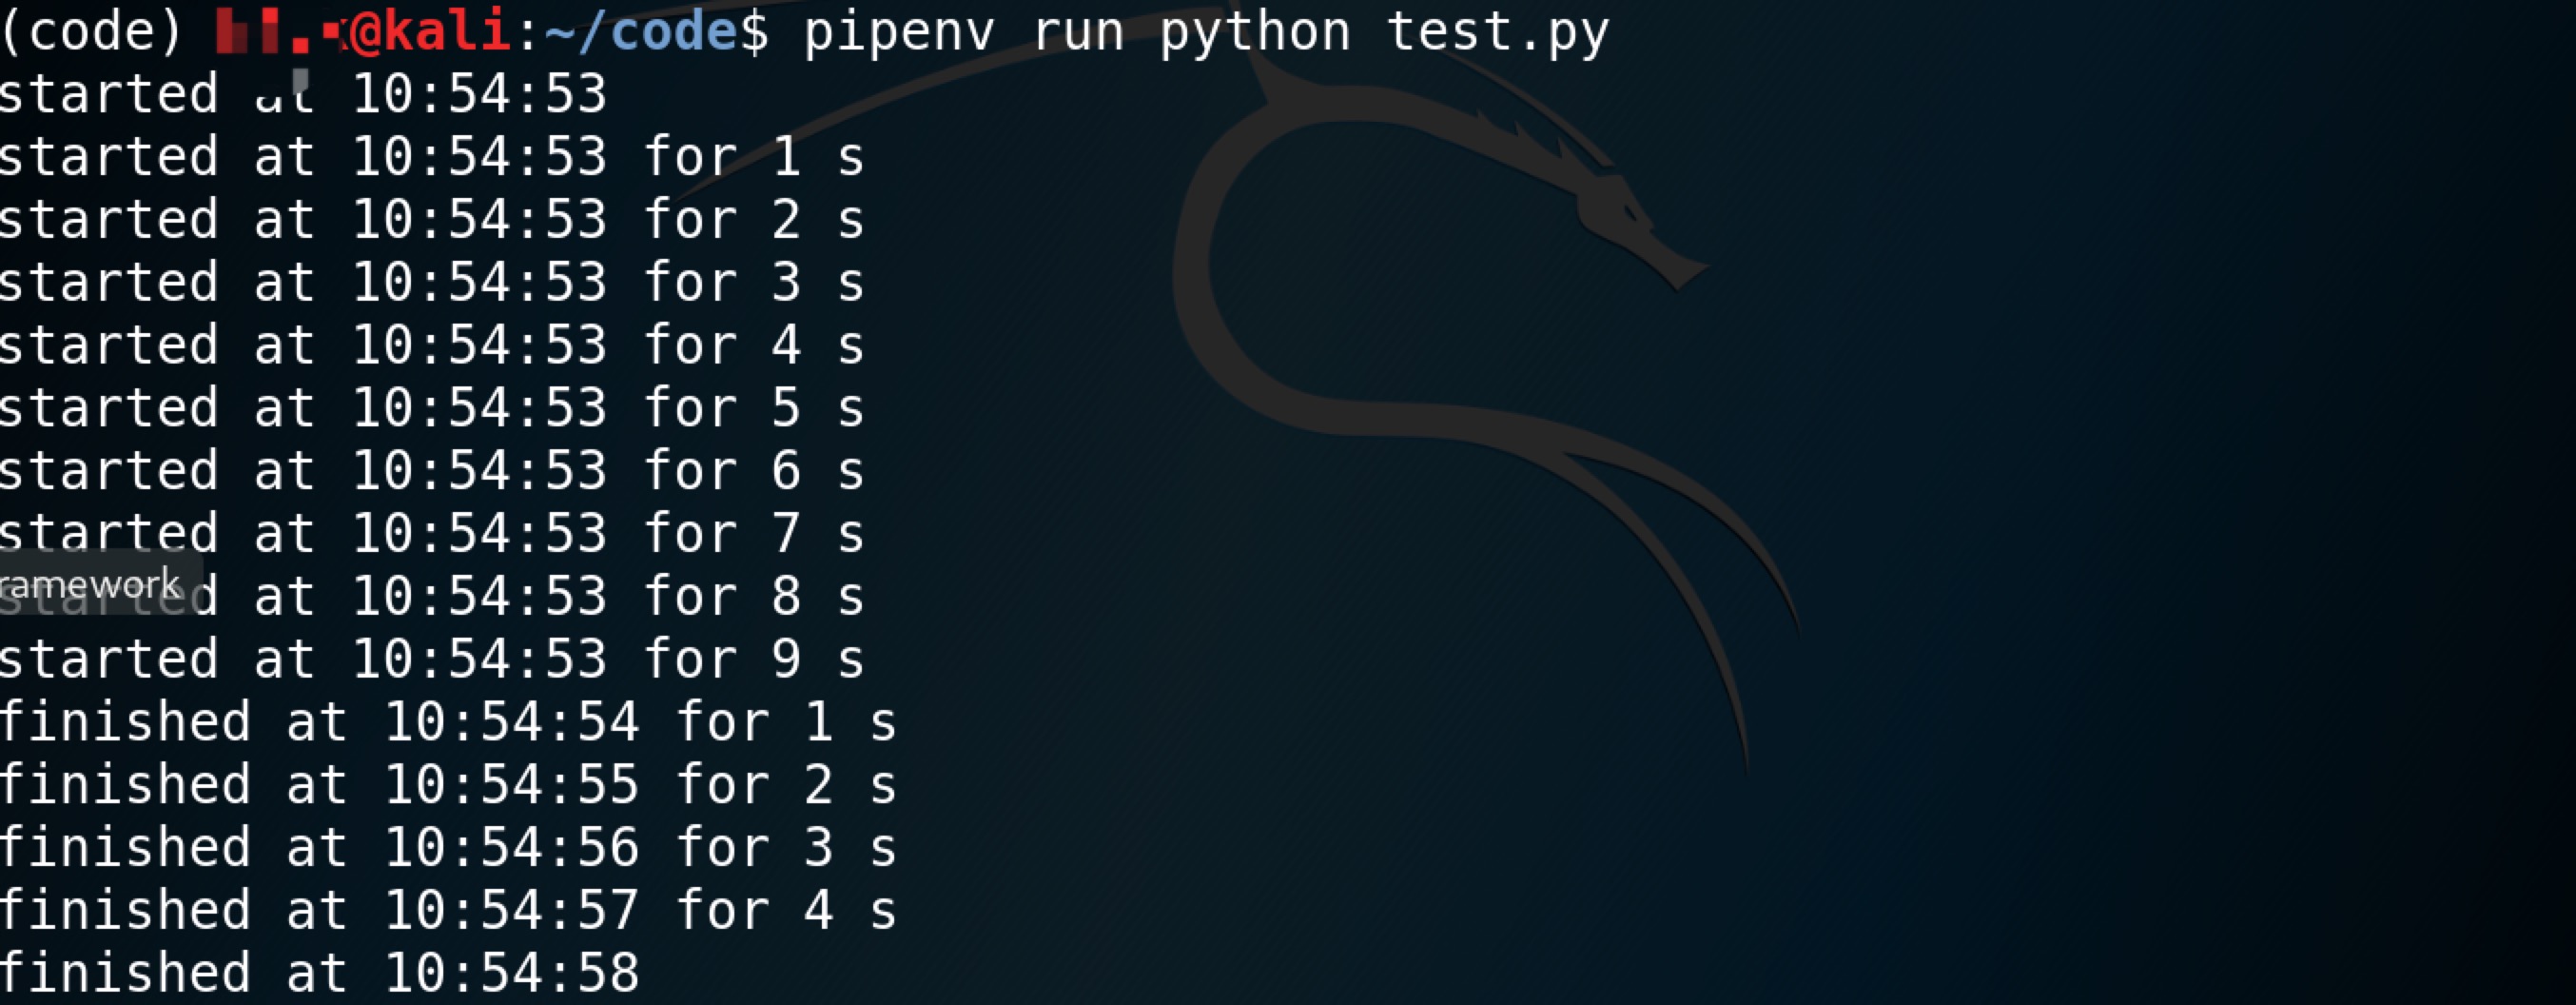 (code) @kali:~/code$ pipenv run python test.py
started at 10:54:53
started at 10:54:53 for 1 s
started at 10:54:53 for 2 s
started at 10:54:53 for 3 s
started at 10:54:53 for 4 s
started at 10:54:53 for 5 s
started at 10:54:53 for 6 s
started at 10:54:53 for 7 s
ramework
started at 10:54:53 for 8 s
started at 10:54:53 for 9 s
finished at 10:54:54 for 1 s
finished at 10:54:55 for 2 s
finished at 10:54:56 for 3 s
finished at 10:54:57 for 4 s
finished at 10:54:58